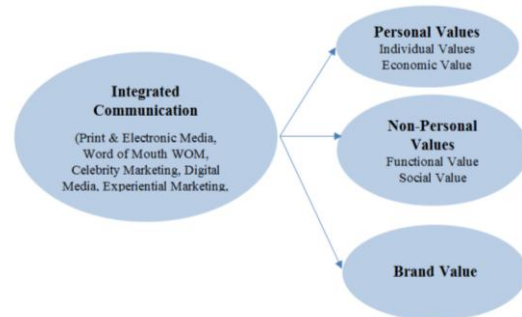 Integrated
Communication
(Print & Electronic Media,
Word of Mouth WOM,
Celebrity Marketing, Digital
Media, Experiential Marketing,
Personal Values
Individual Values
Economic Value
Non-Personal
Values
Functional Value
Social Value
Brand Value